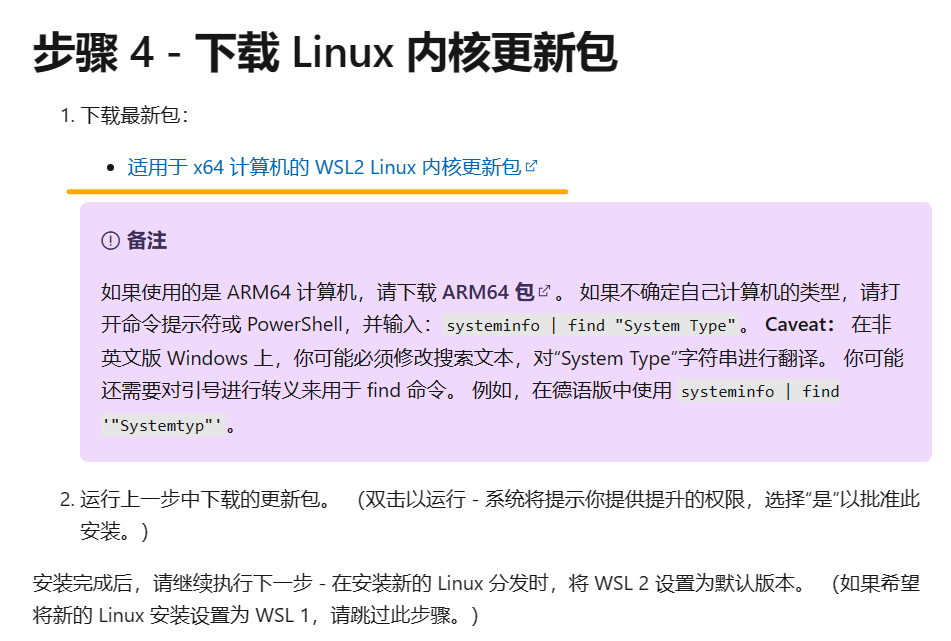 步骤 4 - 下载 Linux 内核更新包
1. 下载最新包：
• 适用于 x64 计算机的 WSL2 Linux 内核更新包
备注
如果使用的是 ARM64 计算机，请下载 ARM64 包。 如果不确定自己计算机的类型，请打
开命令提示符或 PowerShell，并输入： systeminfo | find "System Type"。 Caveat： 在非
英文版 Windows 上，你可能必须修改搜索文本，对“System Type”字符串进行翻译。 你可能
还需要对引号进行转义来用于 find 命令。 例如，在德语版中使用 systeminfo | find
'"Systemtyp"'。
2. 运行上一步中下载的更新包。 （双击以运行 - 系统将提示你提供提升的权限，选择“是”以批准此
安装。）
安装完成后，请继续执行下一步 - 在安装新的 Linux 分发时，将 WSL 2 设置为默认版本。 （如果希望
将新的 Linux 安装设置为 WSL 1，请跳过此步骤。）